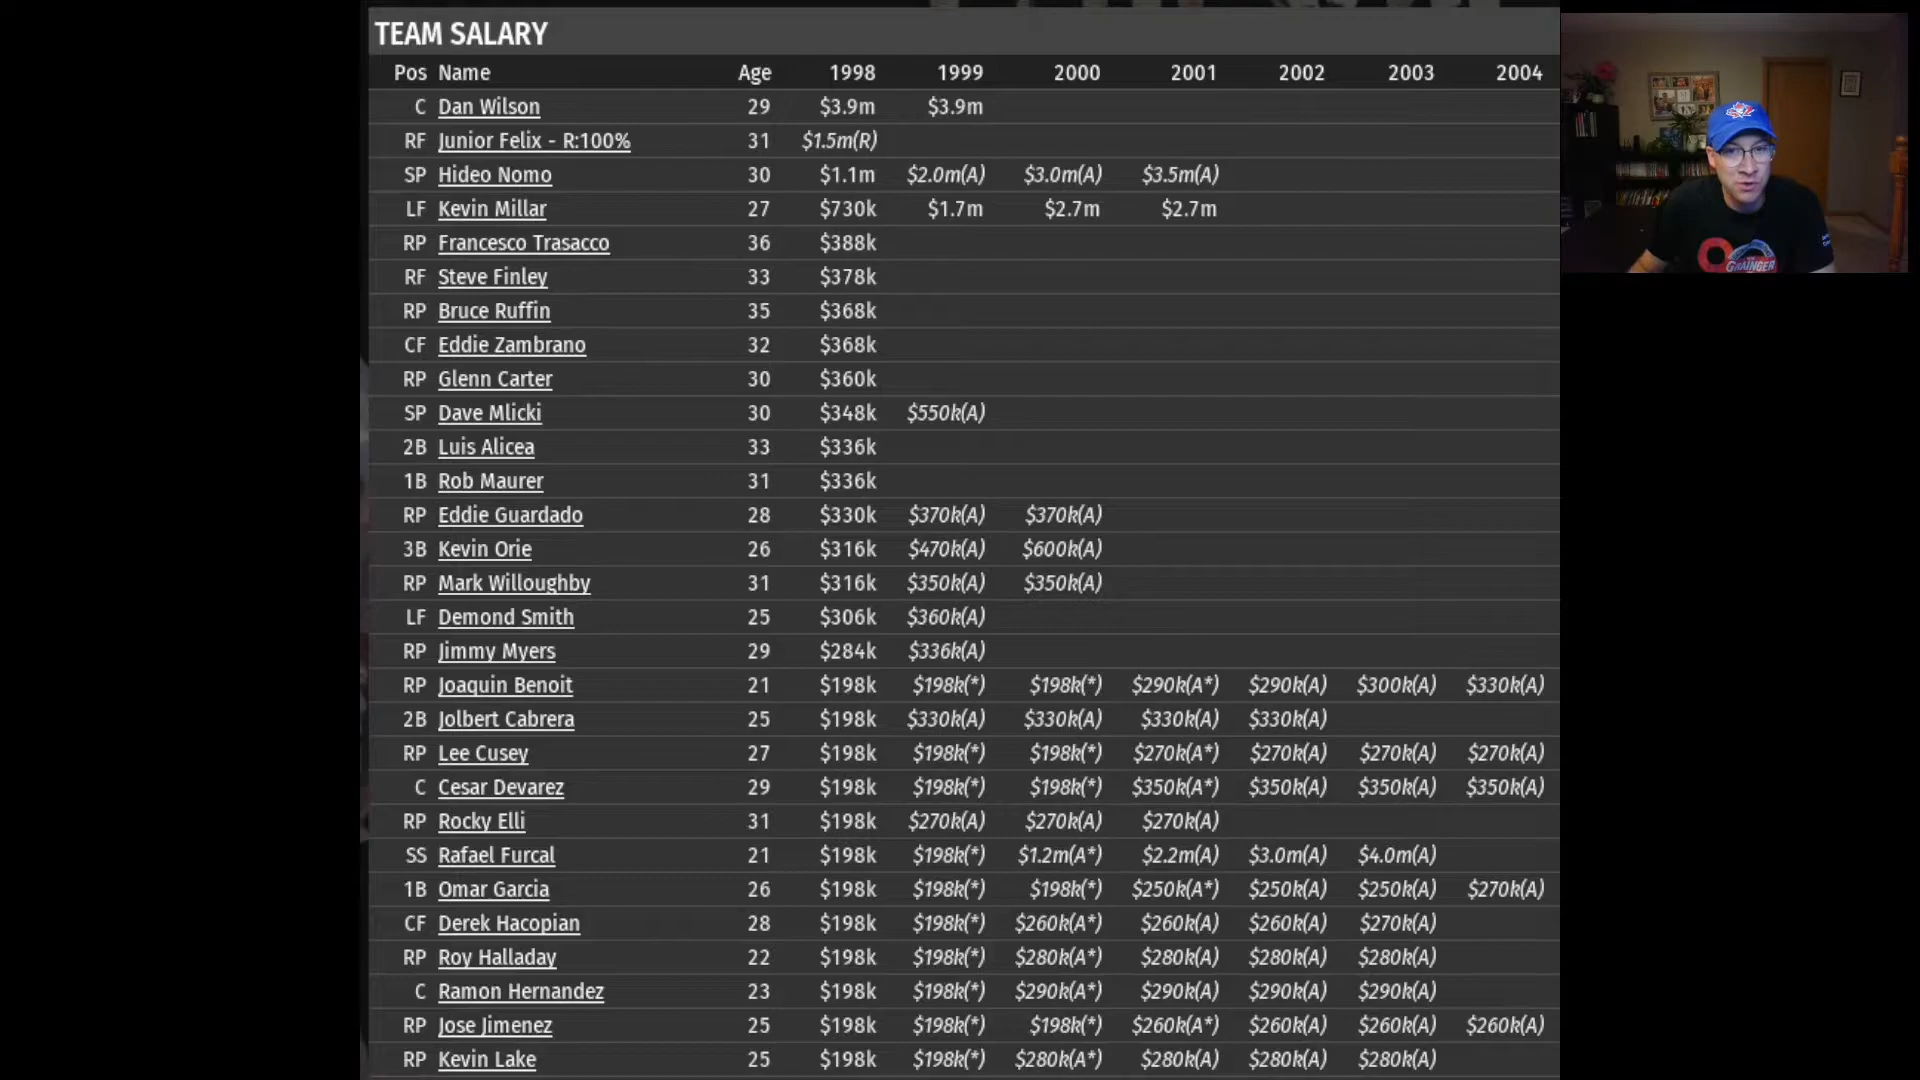 TEAM SALARY
Pos Name Age 1998 1999 2000 2001 2002 2003 2004
C Dan Wilson 29 $3.9m $3.9m
RF Junior Felix - R:100% 31 $1.5m(R)
SP Hideo Nomo 30 $1.1m $2.0m(A) $3.0m(A) $3.5m(A)
LF Kevin Millar 27 $730k $1.7m $2.7m $2.7m
RP Francesco Trasacco 36 $388k
RF Steve Finley 33 $378k
RP Bruce Ruffin 35 $368k
CF Eddie Zambrano 32 $368k
RP Glenn Carter 30 $360k
SP Dave Mlicki 30 $348k $550k(A)
2B Luis Alicea 33 $336k
1B Rob Maurer 31 $336k
RP Eddie Guardado 28 $330k $370k(A) $370k(A)
3B Kevin Orie 26 $316k $470k(A) $600k(A)
RP Mark Willoughby 31 $316k $350k(A) $350k(A)
LF Demond Smith 25 $306k $360k(A)
RP Jimmy Myers 29 $284k $336k(A)
RP Joaquin Benoit 21 $198k $198k(*) $198k(*) $290k(A*) $290k(A) $300k(A) $330k(A)
2B Jolbert Cabrera 25 $198k $330k(A) $330k(A) $330k(A) $330k(A)
RP Lee Cusey 27 $198k $198k(*) $198k(*) $270k(A*) $270k(A) $270k(A) $270k(A)
C Cesar Devarez 29 $198k $198k(*) $198k(*) $350k(A*) $350k(A) $350k(A) $350k(A)
RP Rocky Elli 31 $198k $270k(A) $270k(A) $270k(A)
SS Rafael Furcal 21 $198k $198k(*) $1.2m(A*) $2.2m(A) $3.0m(A) $4.0m(A)
1B Omar Garcia 26 $198k $198k(*) $198k(*) $250k(A*) $250k(A) $250k(A) $270k(A)
CF Derek Hacopian 28 $198k $198k(*) $260k(A*) $260k(A) $260k(A) $270k(A)
RP Roy Halladay 22 $198k $198k(*) $280k(A*) $280k(A) $280k(A) $280k(A)
C Ramon Hernandez 23 $198k $198k(*) $290k(A*) $290k(A) $290k(A) $290k(A)
RP Jose Jimenez 25 $198k $198k(*) $198k(*) $260k(A*) $260k(A) $260k(A) $260k(A)
RP Kevin Lake 25 $198k $198k(*) $280k(A*) $280k(A) $280k(A) $280k(A)
GRAINGER